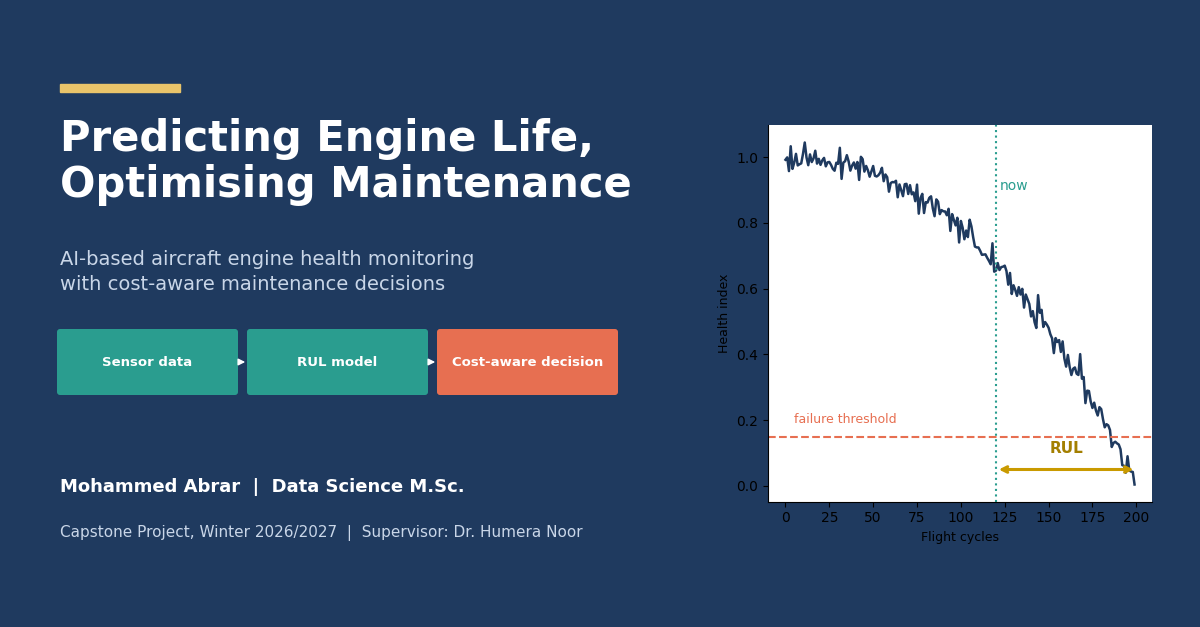 Predicting Engine Life,
Optimising Maintenance
AI-based aircraft engine health monitoring
with cost-aware maintenance decisions
Sensor data
RUL model
Cost-aware decision
Mohammed Abrar | Data Science M.Sc.
Capstone Project, Winter 2026/2027 | Supervisor: Dr. Humera Noor
Health index
1.0
0.8
0.6
0.4
0.2
0.0
now
failure threshold
RUL
0 25 50 75 100 125 150 175 200
Flight cycles